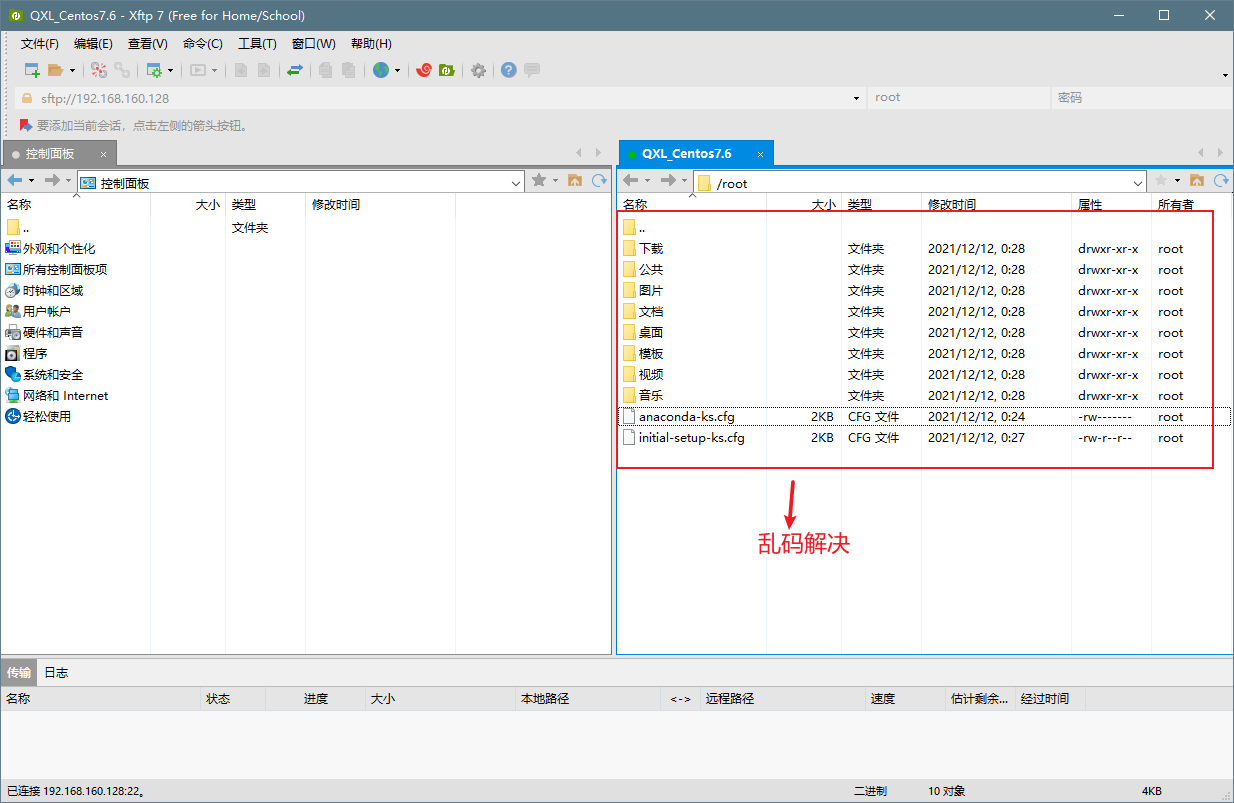 QXL_Centos7.6 - Xftp 7 (Free for Home/School)
文件(F) 编辑(E) 查看(V) 命令(C) 工具(T) 窗口(W) 帮助(H)
sftp://192.168.160.128 root 密码
要添加当前会话，点击左侧的箭头按钮。
控制面板 × QXL_Centos7.6 ×
控制面板 /root
名称 大小 类型 修改时间 名称 大小 类型 修改时间 属性 所有者
.. 文件夹 ..
外观和个性化 下载 文件夹 2021/12/12, 0:28 drwxr-xr-x root
所有控制面板项 公共 文件夹 2021/12/12, 0:28 drwxr-xr-x root
时钟和区域 图片 文件夹 2021/12/12, 0:28 drwxr-xr-x root
用户帐户 文档 文件夹 2021/12/12, 0:28 drwxr-xr-x root
硬件和声音 桌面 文件夹 2021/12/12, 0:28 drwxr-xr-x root
程序 模板 文件夹 2021/12/12, 0:28 drwxr-xr-x root
系统和安全 视频 文件夹 2021/12/12, 0:28 drwxr-xr-x root
网络和 Internet 音乐 文件夹 2021/12/12, 0:28 drwxr-xr-x root
轻松使用 anaconda-ks.cfg 2KB CFG 文件 2021/12/12, 0:24 -rw------- root
initial-setup-ks.cfg 2KB CFG 文件 2021/12/12, 0:27 -rw-r--r-- root
乱码解决
传输 日志
名称 状态 进度 大小 本地路径 <-> 远程路径 速度 估计剩余... 经过时间
已连接 192.168.160.128:22。 二进制 10 对象 4KB